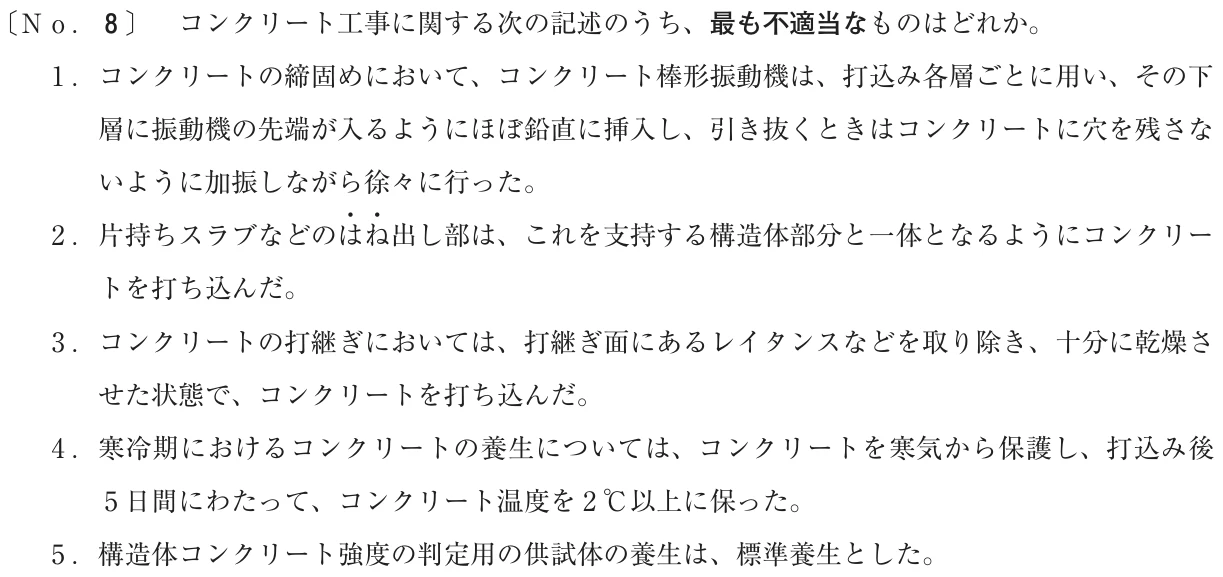 〔Ｎｏ． 8〕　コンクリート工事に関する次の記述のうち、最も不適当なものはどれか。
１．コンクリートの締固めにおいて、コンクリート棒形振動機は、打込み各層ごとに用い、その下
層に振動機の先端が入るようにほぼ鉛直に挿入し、引き抜くときはコンクリートに穴を残さな
いように加振しながら徐々に行った。
２．片持ちスラブなどのはね出し部は、これを支持する構造体部分と一体となるようにコンクリー
トを打ち込んだ。
３．コンクリートの打継ぎにおいては、打継ぎ面にあるレイタンスなどを取り除き、十分に乾燥さ
せた状態で、コンクリートを打ち込んだ。
４．寒冷期におけるコンクリートの養生については、コンクリートを寒気から保護し、打込み後
５日間にわたって、コンクリート温度を２℃以上に保った。
５．構造体コンクリート強度の判定用の供試体の養生は、標準養生とした。